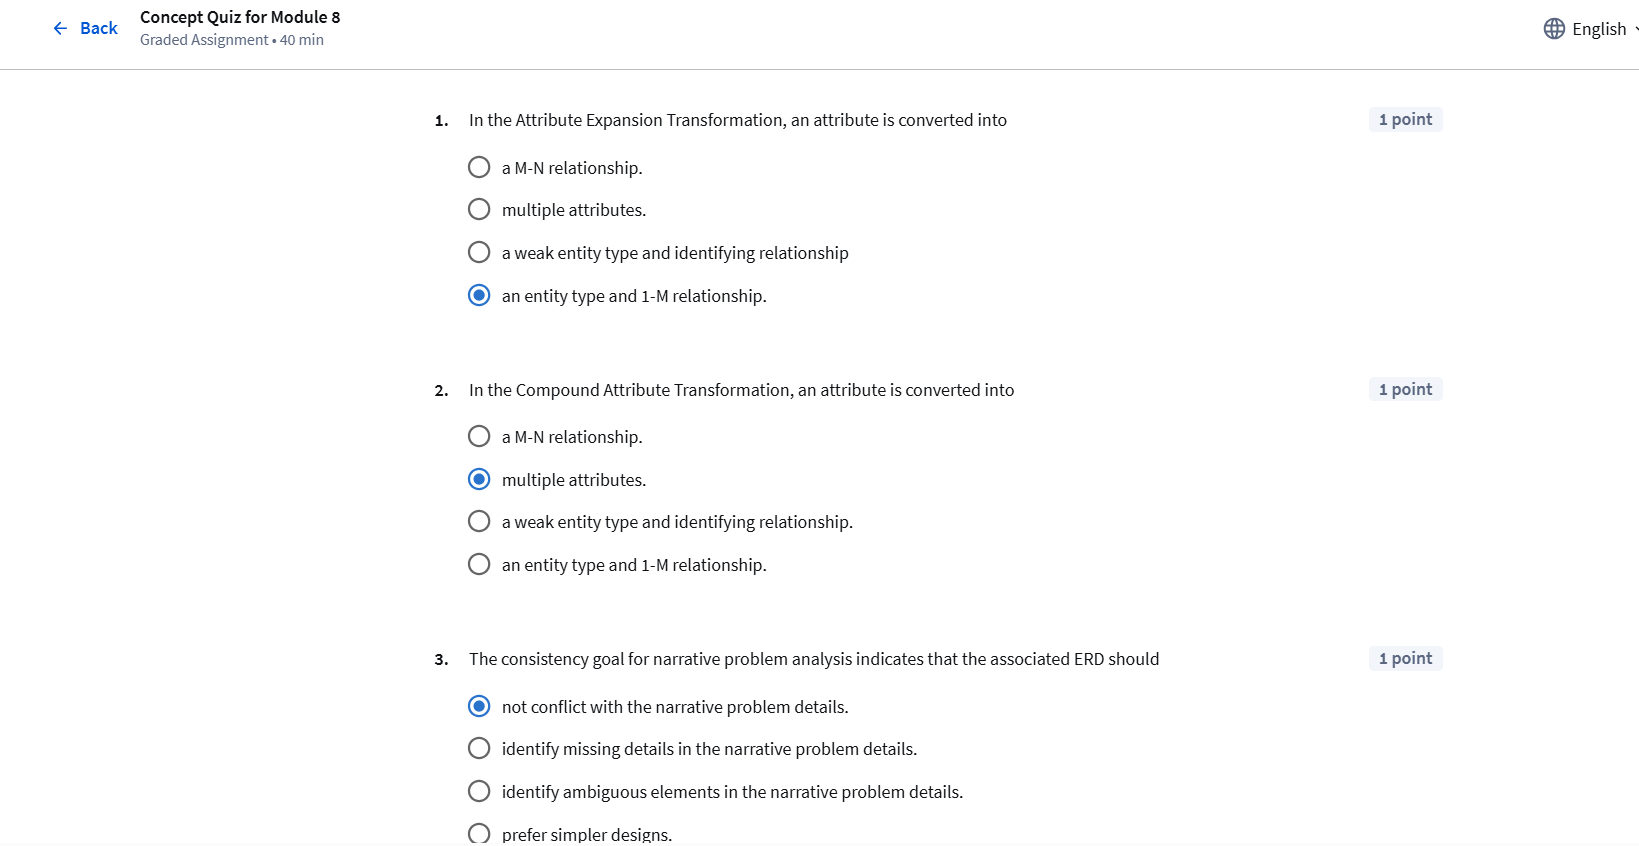 Back
Concept Quiz for Module 8
Graded Assignment • 40 min
English
1. In the Attribute Expansion Transformation, an attribute is converted into
1 point
a M-N relationship.
multiple attributes.
a weak entity type and identifying relationship
an entity type and 1-M relationship.
2. In the Compound Attribute Transformation, an attribute is converted into
1 point
a M-N relationship.
multiple attributes.
a weak entity type and identifying relationship.
an entity type and 1-M relationship.
3. The consistency goal for narrative problem analysis indicates that the associated ERD should
1 point
not conflict with the narrative problem details.
identify missing details in the narrative problem details.
identify ambiguous elements in the narrative problem details.
prefer simpler designs.